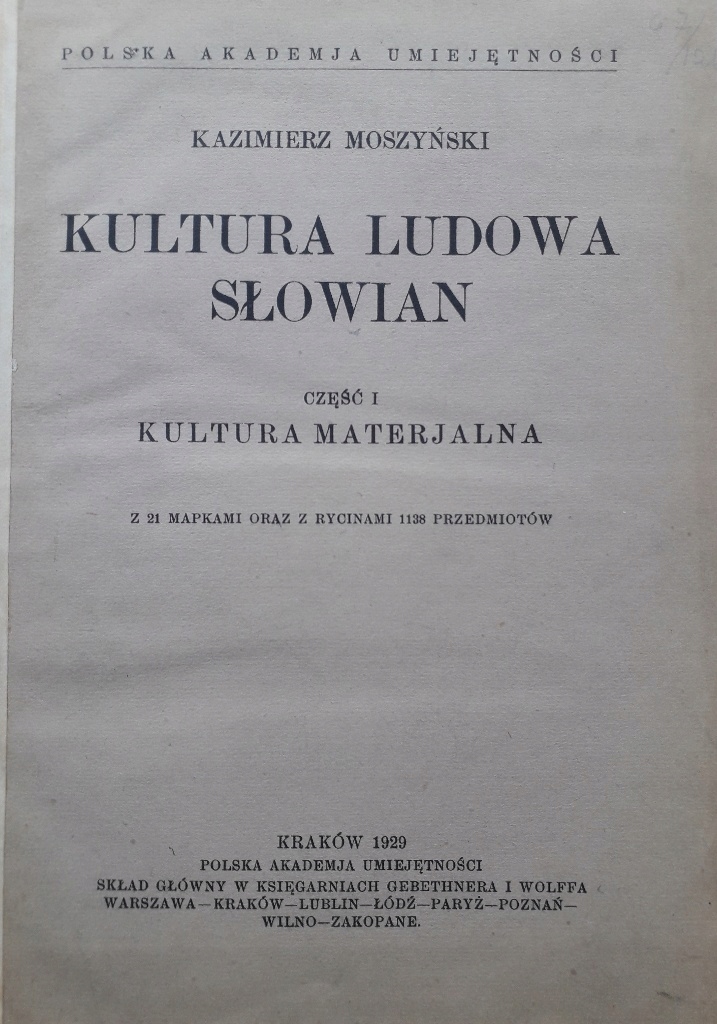 POLSKA AKADEMJA UMIEJĘTNOŚCI
KAZIMIERZ MOSZYŃSKI
KULTURA LUDOWA
SŁOWIAN
CZĘŚĆ I
KULTURA MATERJALNA
Z 21 MAPKAMI ORAZ Z RYCINAMI 1138 PRZEDMIOTÓW
KRAKÓW 1929
POLSKA AKADEMJA UMIEJĘTNOŚCI
SKŁAD GŁÓWNY W KSIĘGARNIACH GEBETHNERA I WOLFFA
WARSZAWA—KRAKÓW—LUBLIN—ŁÓDŹ—PARYŻ—POZNAŃ—
WILNO—ZAKOPANE.